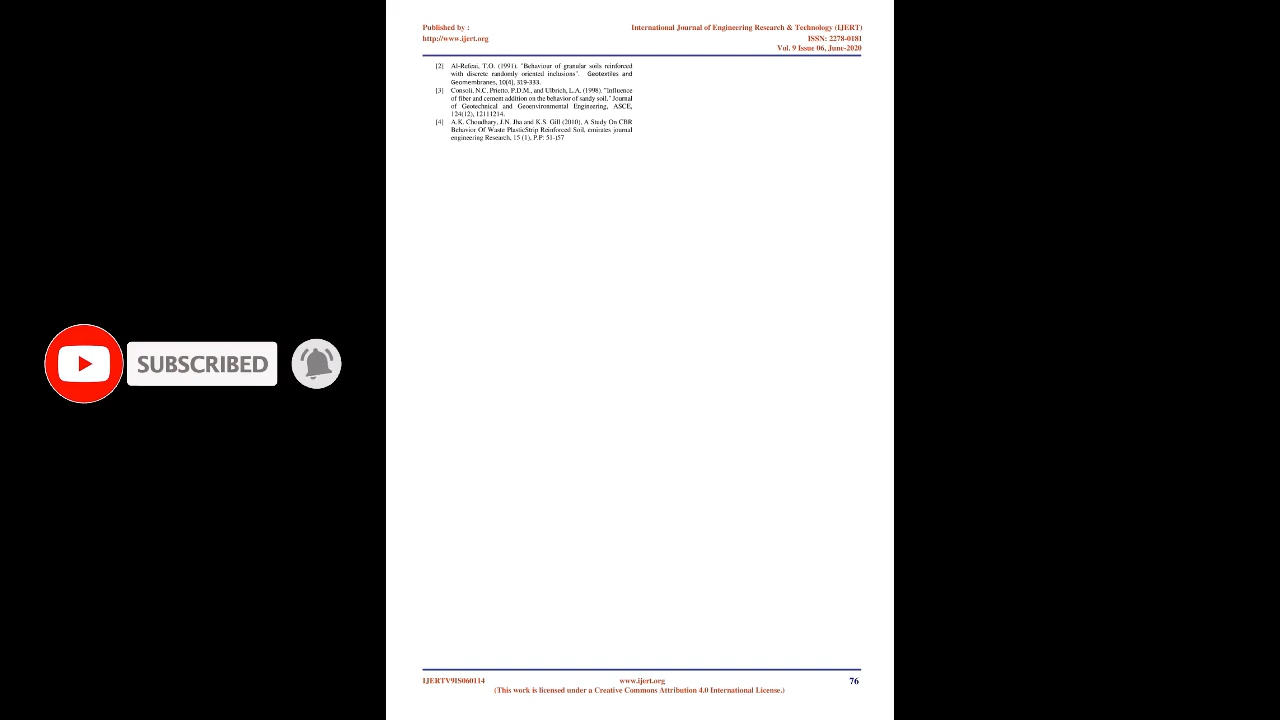 Published by :
http://www.ijert.org
International Journal of Engineering Research & Technology (IJERT)
ISSN: 2278-0181
Vol. 9 Issue 06, June-2020
[2] Al-Refeai, T.O. (1991). "Behaviour of granular soils reinforced
with discrete randomly oriented inclusions". Geotextiles and
Geomembranes, 10(4), 319-333.
[3] Consoli, N.C. Prietto, P.D.M., and Ulbrich, L.A. (1998). "Influence
of fiber and cement addition on the behavior of sandy soil." Journal
of Geotechnical and Geoenvironmental Engineering, ASCE,
124(12), 12111214.
[4] A.K. Choudhary, J.N. Jha and K.S. Gill (2010), A Study On CBR
Behavior Of Waste PlasticStrip Reinforced Soil, emirates journal
engineering Research, 15 (1), P.P: 51-)57
SUBSCRIBED
IJERTV9IS060114
www.ijert.org
76
(This work is licensed under a Creative Commons Attribution 4.0 International License.)